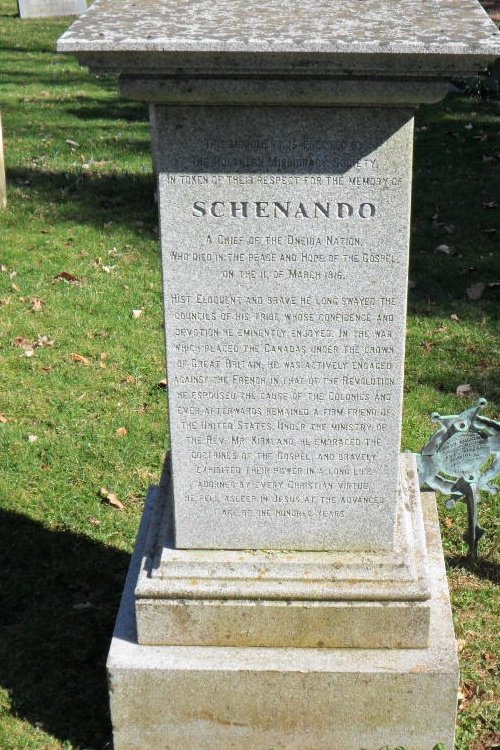 THIS MONUMENT IS ERECTED BY
THE NORTHERN MISSIONARY SOCIETY,
IN TOKEN OF THEIR RESPECT FOR THE MEMORY OF
SCHENANDO
A CHIEF OF THE ONEIDA NATION,
WHO DIED IN THE PEACE AND HOPE OF THE GOSPEL,
ON THE 11. OF MARCH 1816.
WISE ELOQUENT AND BRAVE HE LONG SWAYED THE
COUNCILS OF HIS TRIBE, WHOSE CONFIDENCE AND
DEVOTION HE EMINENTLY ENJOYED. IN THE WAR
WHICH PLACED THE CANADAS UNDER THE CROWN
OF GREAT BRITAIN, HE WAS ACTIVELY ENGAGED
AGAINST THE FRENCH, IN THAT OF THE REVOLUTION
HE ESPOUSED THE CAUSE OF THE COLONIES AND
EVER AFTERWARDS REMAINED A FIRM FRIEND OF
THE UNITED STATES. UNDER THE MINISTRY OF
THE REV. MR. KIRKLAND, HE EMBRACED THE
DOCTRINES OF THE GOSPEL AND BRAVELY
EXHIBITED THEIR POWER IN A LONG LIFE
ADORNED BY EVERY CHRISTIAN VIRTUE,
HE FELL ASLEEP IN JESUS AT THE ADVANCED
AGE OF ONE HUNDRED YEARS.